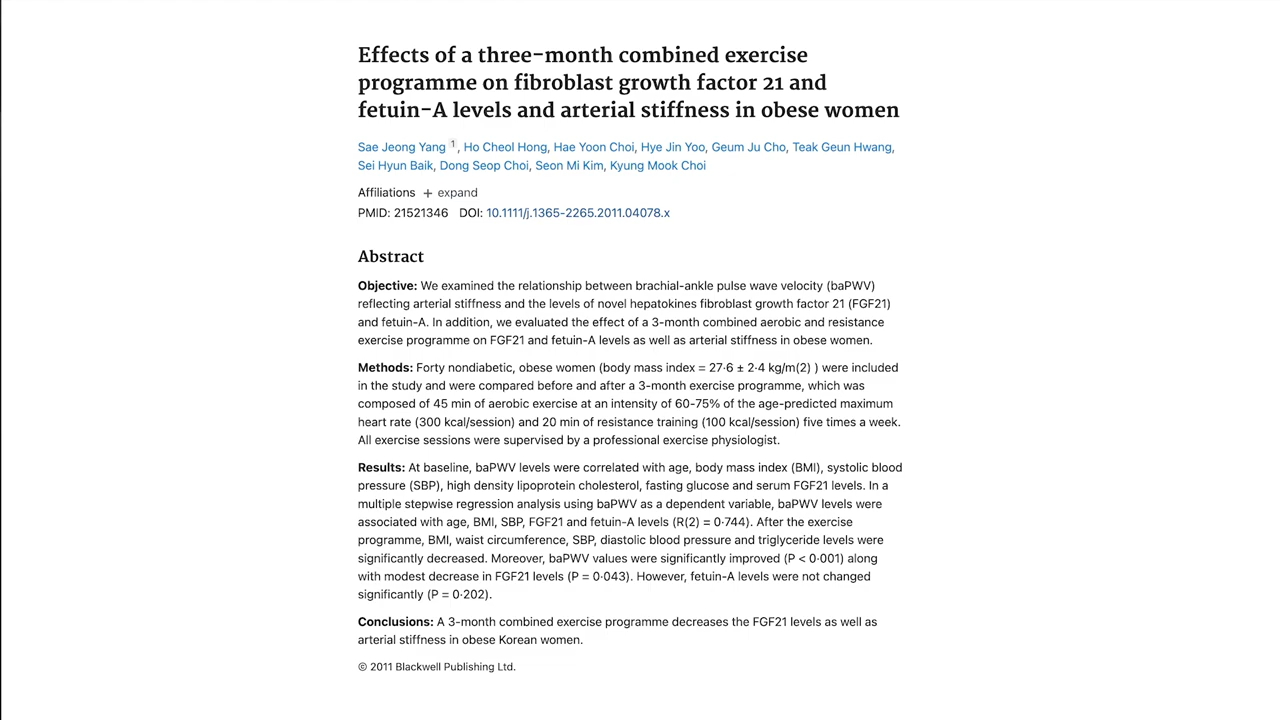 Effects of a three-month combined exercise
programme on fibroblast growth factor 21 and
fetuin-A levels and arterial stiffness in obese women
Sae Jeong Yang 1, Ho Cheol Hong, Hae Yoon Choi, Hye Jin Yoo, Geum Ju Cho, Teak Geun Hwang,
Sei Hyun Baik, Dong Seop Choi, Seon Mi Kim, Kyung Mook Choi
Affiliations + expand
PMID: 21521346 DOI: 10.1111/j.1365-2265.2011.04078.x
Abstract
Objective: We examined the relationship between brachial-ankle pulse wave velocity (baPWV)
reflecting arterial stiffness and the levels of novel hepatokines fibroblast growth factor 21 (FGF21)
and fetuin-A. In addition, we evaluated the effect of a 3-month combined aerobic and resistance
exercise programme on FGF21 and fetuin-A levels as well as arterial stiffness in obese women.
Methods: Forty nondiabetic, obese women (body mass index = 27·6 ± 2·4 kg/m(2) ) were included
in the study and were compared before and after a 3-month exercise programme, which was
composed of 45 min of aerobic exercise at an intensity of 60-75% of the age-predicted maximum
heart rate (300 kcal/session) and 20 min of resistance training (100 kcal/session) five times a week.
All exercise sessions were supervised by a professional exercise physiologist.
Results: At baseline, baPWV levels were correlated with age, body mass index (BMI), systolic blood
pressure (SBP), high density lipoprotein cholesterol, fasting glucose and serum FGF21 levels. In a
multiple stepwise regression analysis using baPWV as a dependent variable, baPWV levels were
associated with age, BMI, SBP, FGF21 and fetuin-A levels (R(2) = 0·744). After the exercise
programme, BMI, waist circumference, SBP, diastolic blood pressure and triglyceride levels were
significantly decreased. Moreover, baPWV values were significantly improved (P < 0·001) along
with modest decrease in FGF21 levels (P = 0·043). However, fetuin-A levels were not changed
significantly (P = 0·202).
Conclusions: A 3-month combined exercise programme decreases the FGF21 levels as well as
arterial stiffness in obese Korean women.
© 2011 Blackwell Publishing Ltd.